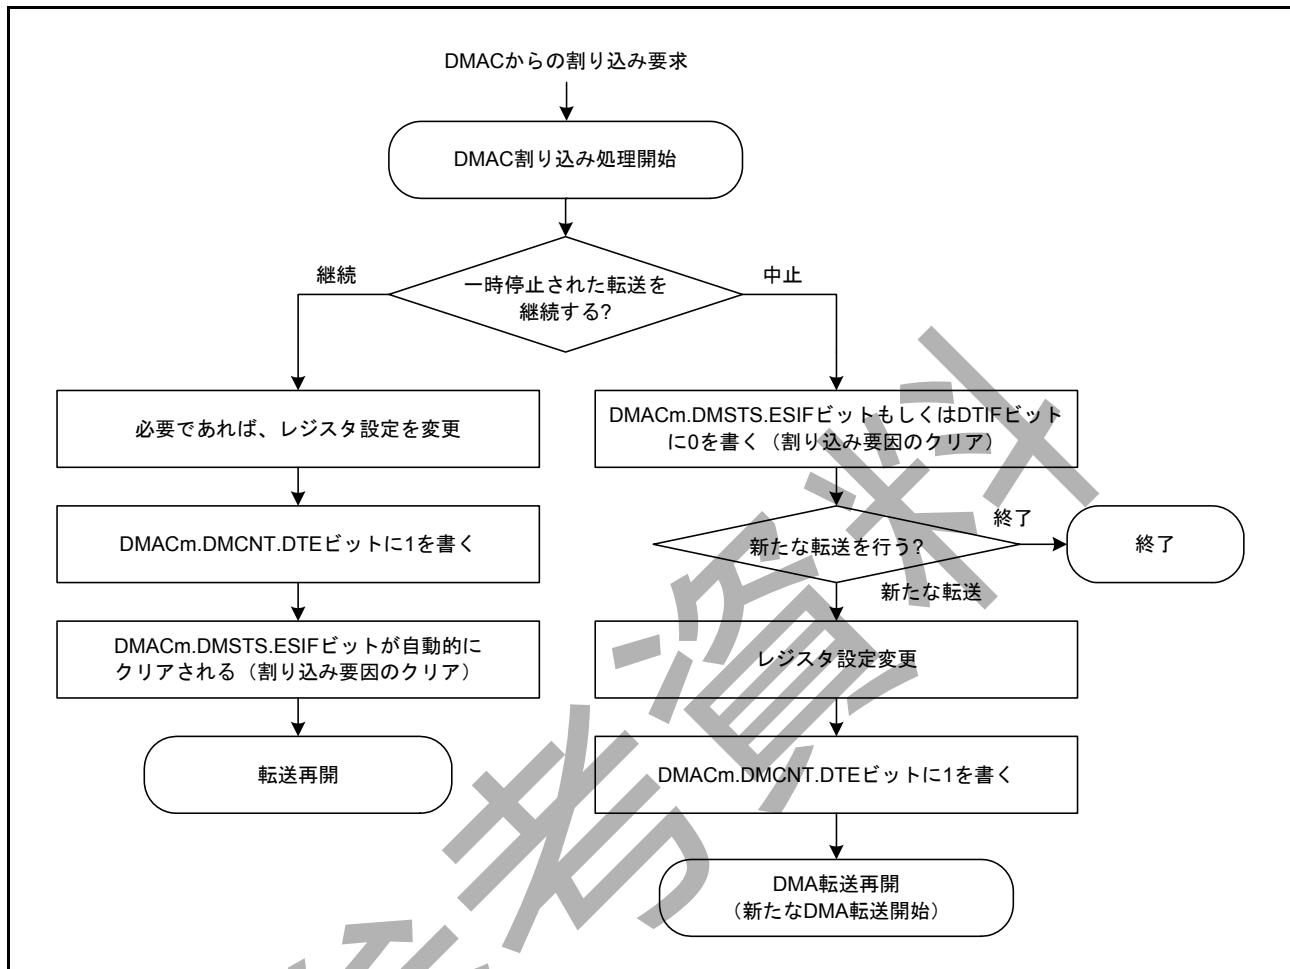 DMACからの割り込み要求
DMAC割り込み処理開始
継続
一時停止された転送を
継続する?
中止
必要であれば、レジスタ設定を変更
DMACm.DMCNT.DTEビットに1を書く
DMACm.DMSTS.ESIFビットが自動的に
クリアされる（割り込み要因のクリア）
転送再開
DMACm.DMSTS.ESIFビットもしくはDTIFビット
に0を書く（割り込み要因のクリア）
新たな転送を行う?
終了
終了
新たな転送
レジスタ設定変更
DMACm.DMCNT.DTEビットに1を書く
DMA転送再開
（新たなDMA転送開始）
考資料